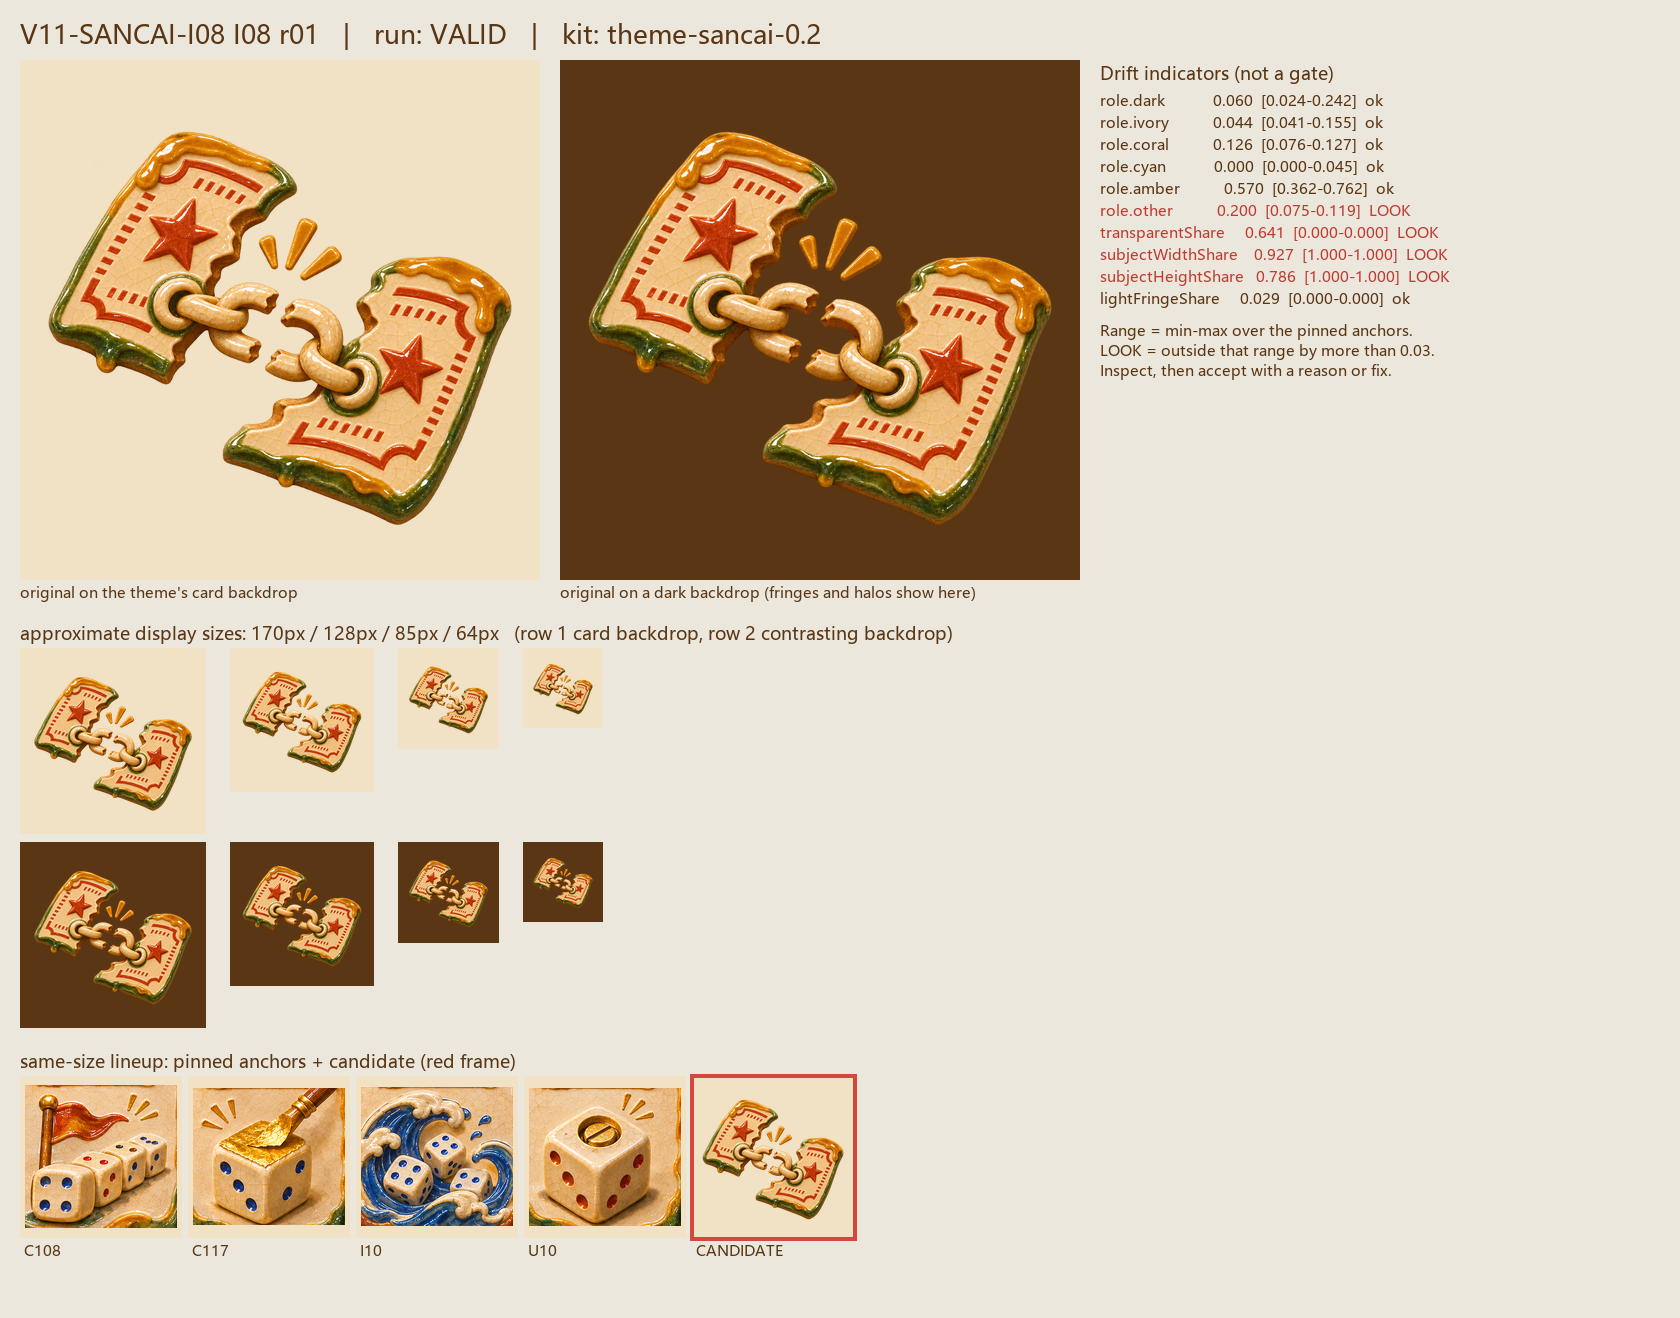 V11-SANCAI-I08 I08 r01 | run: VALID | kit: theme-sancai-0.2
original on the theme's card backdrop
original on a dark backdrop (fringes and halos show here)
Drift indicators (not a gate)
role.dark 0.060 [0.024-0.242] ok
role.ivory 0.044 [0.041-0.155] ok
role.coral 0.126 [0.076-0.127] ok
role.cyan 0.000 [0.000-0.045] ok
role.amber 0.570 [0.362-0.762] ok
role.other 0.200 [0.075-0.119] LOOK
transparentShare 0.641 [0.000-0.000] LOOK
subjectWidthShare 0.927 [1.000-1.000] LOOK
subjectHeightShare 0.786 [1.000-1.000] LOOK
lightFringeShare 0.029 [0.000-0.000] ok
Range = min-max over the pinned anchors.
LOOK = outside that range by more than 0.03.
Inspect, then accept with a reason or fix.
approximate display sizes: 170px / 128px / 85px / 64px (row 1 card backdrop, row 2 contrasting backdrop)
same-size lineup: pinned anchors + candidate (red frame)
C108
C117
I10
U10
CANDIDATE